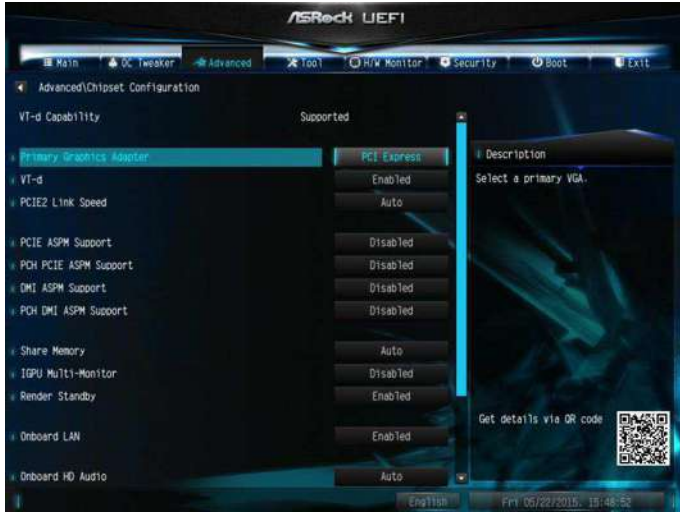 ASRock UEFI
Main OC Tweaker Advanced Tool H/W Monitor Security Boot Exit
Advanced\Chipset Configuration
VT-d Capability Supported
Primary Graphics Adapter PCI Express
VT-d Enabled
PCIE2 Link Speed Auto
PCIE ASPM Support Disabled
PCH PCIE ASPM Support Disabled
DMI ASPM Support Disabled
PCH DMI ASPM Support Disabled
Share Memory Auto
IGPU Multi-Monitor Disabled
Render Standby Enabled
Onboard LAN Enabled
Onboard HD Audio Auto
Description
Select a primary VGA.
Get details via QR code
English
Fri 05/22/2015, 15:48:52